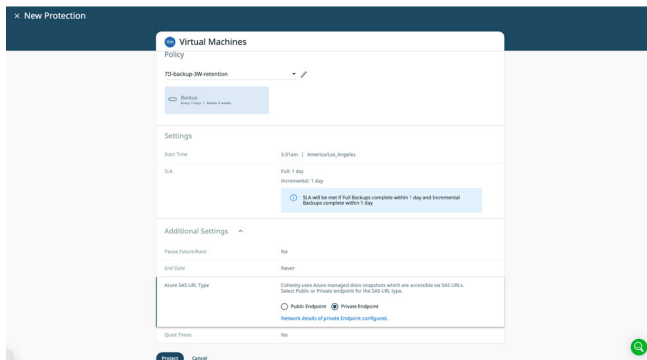 × New Protection
Virtual Machines
Policy
7D-backup-3W-retention
Backup
Every 7 days | Retain 3 weeks
Settings
Start Time
5:31am | America/Los_Angeles
SLA
Full: 1 day
Incremental: 1 day
SLA will be met if Full Backups complete within 1 day and Incremental
Backups complete within 1 day
Additional Settings
Pause Future Runs
No
End Date
Never
Azure SAS URL Type
Cohesity uses Azure managed disks snapshots which are accessible via SAS URLs.
Select Public or Private endpoint for the SAS URL type.
Public Endpoint
Private Endpoint
Network details of private Endpoint configured.
Quiet Times
No
Protect
Cancel